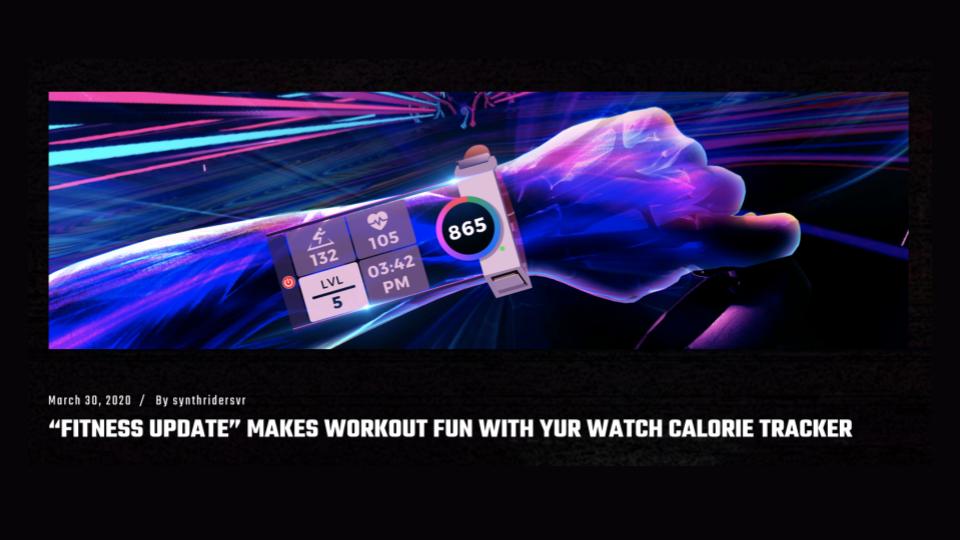 132
105
LVL
5
03:42
PM
865
March 30, 2020 / By synthridersvr
“FITNESS UPDATE” MAKES WORKOUT FUN WITH YUR WATCH CALORIE TRACKER